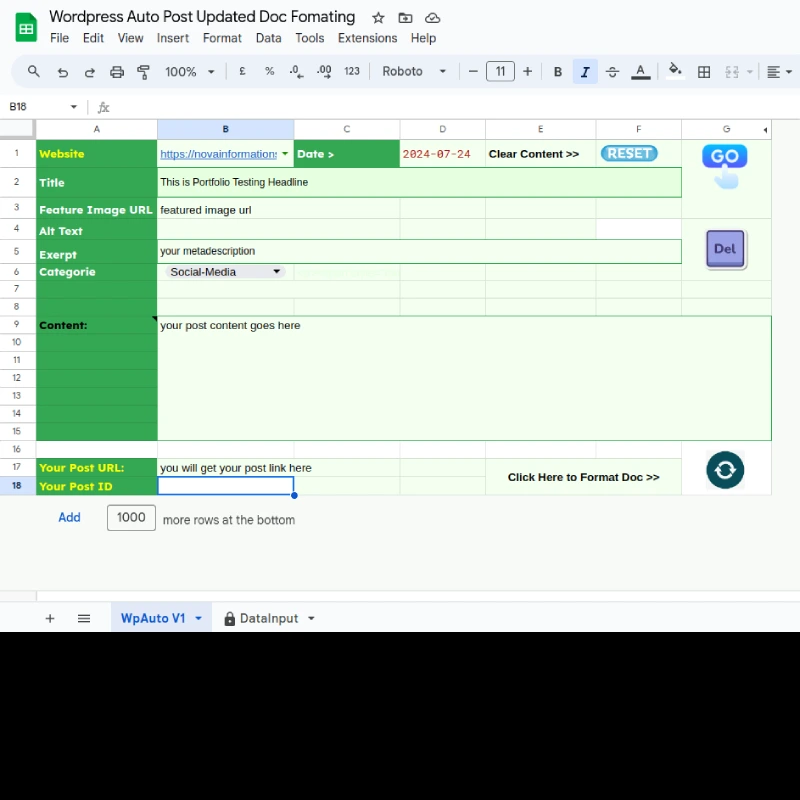 Wordpress Auto Post Updated Doc Fomating
File Edit View Insert Format Data Tools Extensions Help
100% £ % .0 .00 123 Roboto 11 B I A
B18 fx
A B C D E F G
1 Website https://novainformation: Date > 2024-07-24 Clear Content >> RESET GO
2 Title This is Portfolio Testing Headline
3 Feature Image URL featured image url
4 Alt Text
5 Exerpt your metadescription Del
6 Categorie Social-Media
7
8
9 Content: your post content goes here
10
11
12
13
14
15
16
17 Your Post URL: you will get your post link here Click Here to Format Doc >>
18 Your Post ID
Add 1000 more rows at the bottom
WpAuto V1 DataInput